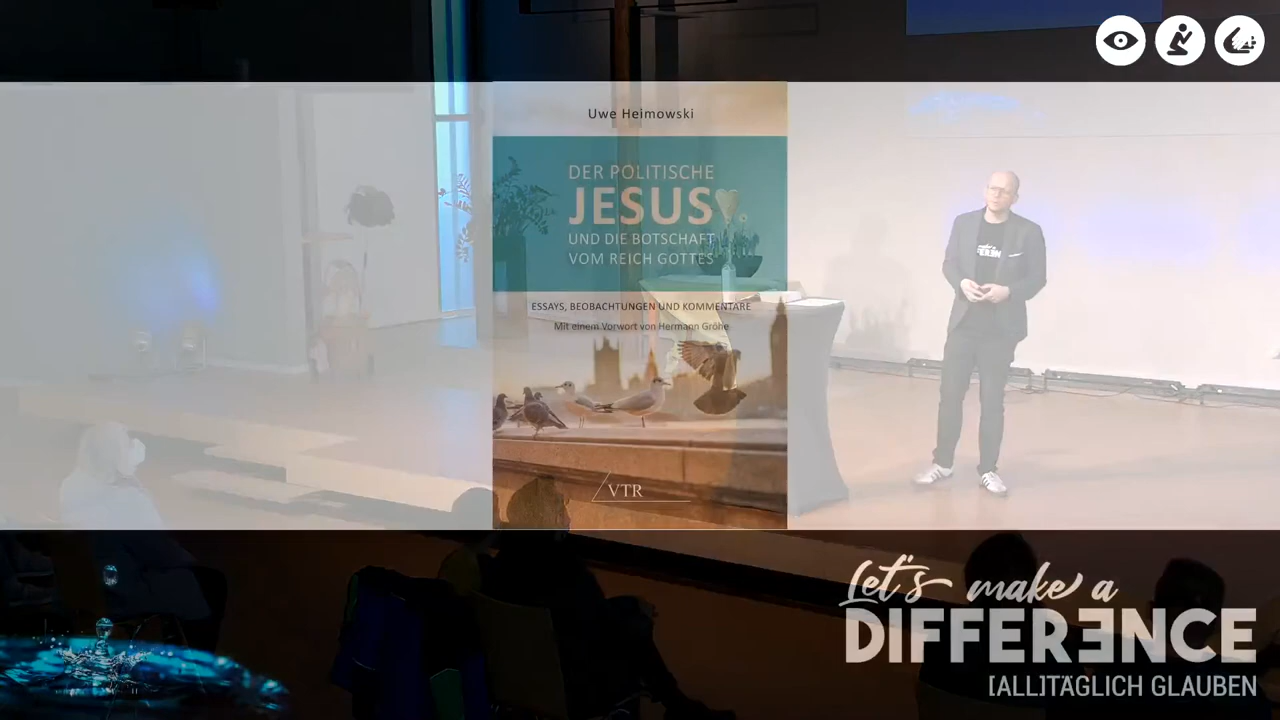 Uwe Heimowski
DER POLITISCHE
JESUS
UND DIE BOTSCHAFT
VOM REICH GOTTES
ESSAYS, BEOBACHTUNGEN UND KOMMENTARE
Mit einem Vorwort von Hermann Gröhe
VTR
Let's make a
DIFFERENCE
[ALL]TÄGLICH GLAUBEN